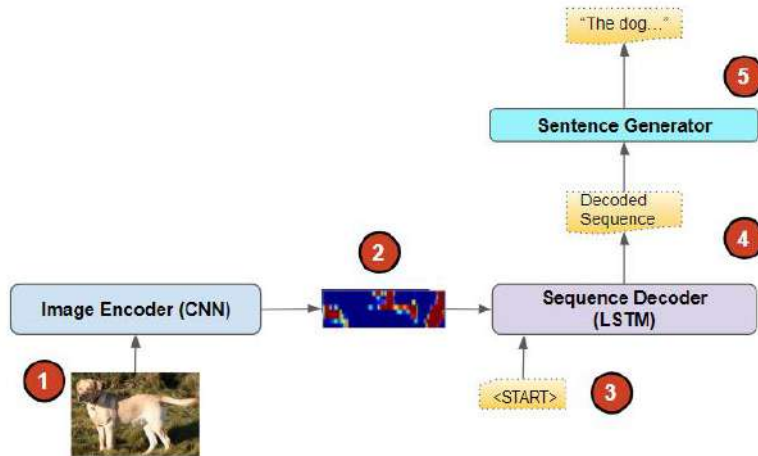 “The dog...”
5
Sentence Generator
Decoded
Sequence
4
2
Image Encoder (CNN)
Sequence Decoder
(LSTM)
1
<START>
3